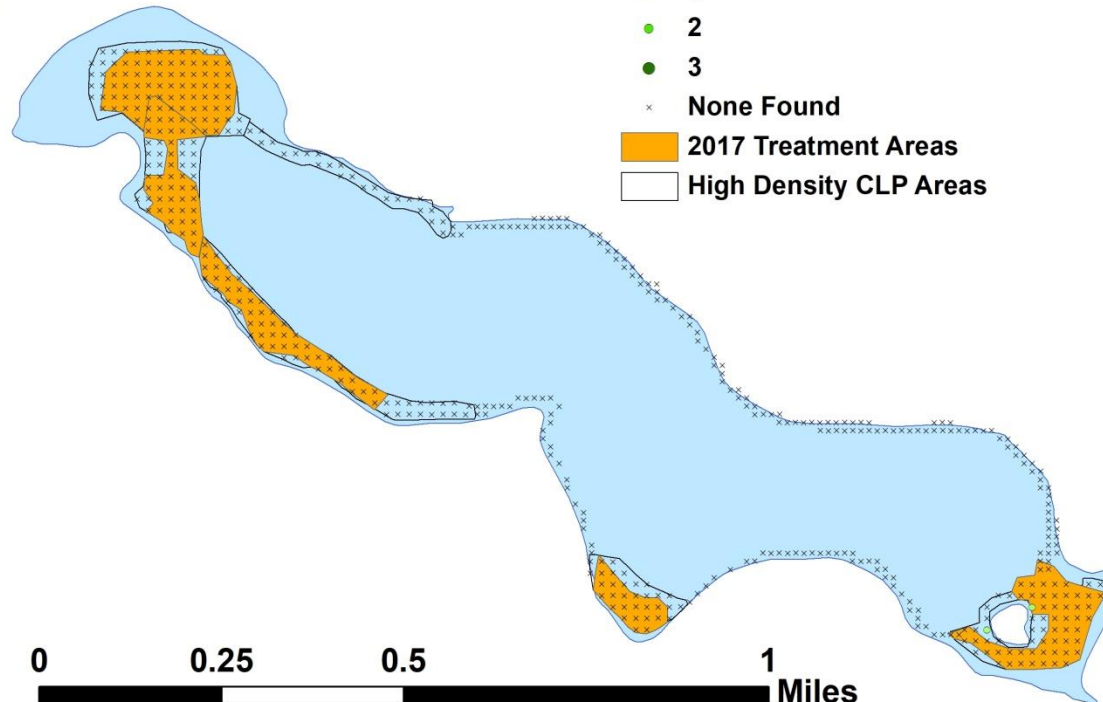 2
3
None Found
2017 Treatment Areas
High Density CLP Areas
0 0.25 0.5 1
Miles